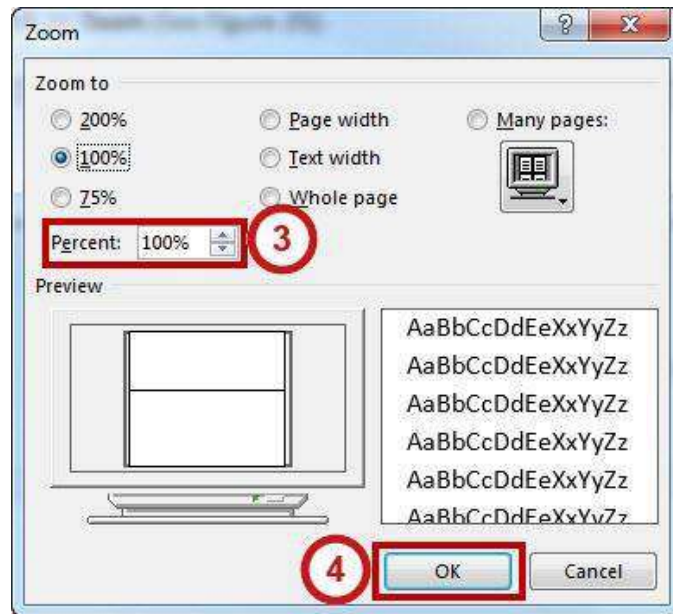 Zoom
Zoom to
200% Page width Many pages:
100% Text width
75% Whole page
Percent: 100% 3
Preview
AaBbCcDdEeXxYyZz
AaBbCcDdEeXxYyZz
AaBbCcDdEeXxYyZz
AaBbCcDdEeXxYyZz
AaBbCcDdEeXxYyZz
AaBbCcDdEeXxYyZz
4 OK Cancel